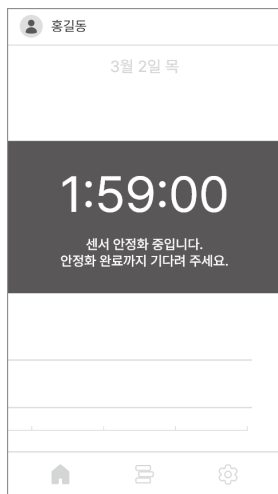 홍길동
3월 2일 목
1:59:00
센서 안정화 중입니다.
안정화 완료까지 기다려 주세요.